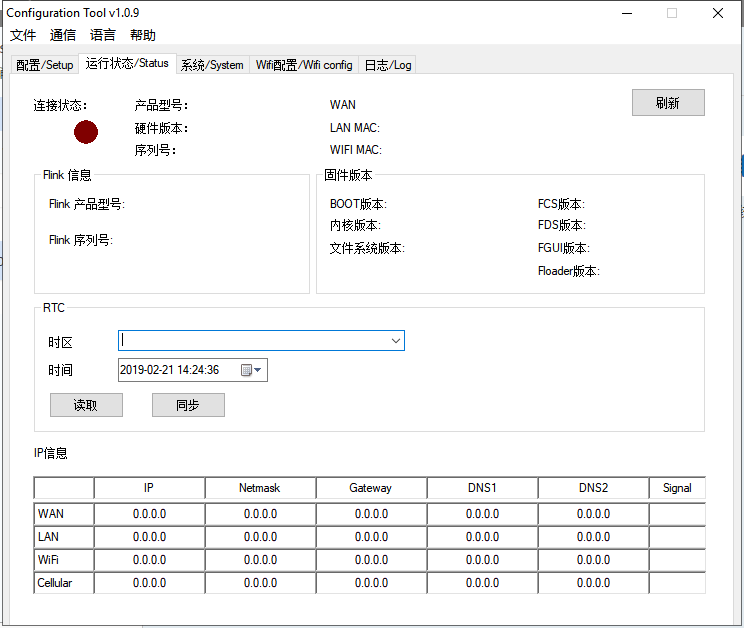 Configuration Tool v1.0.9
文件 通信 语言 帮助
配置/Setup 运行状态/Status 系统/System Wifi配置/Wifi config 日志/Log
连接状态: 产品型号: WAN 刷新
硬件版本: LAN MAC:
序列号: WIFI MAC:
Flink 信息 固件版本
Flink 产品型号: BOOT版本: FCS版本:
内核版本: FDS版本:
Flink 序列号: 文件系统版本: FGUI版本:
Floader版本:
RTC
时区
时间 2019-02-21 14:24:36
读取 同步
IP信息
IP Netmask Gateway DNS1 DNS2 Signal
WAN 0.0.0.0 0.0.0.0 0.0.0.0 0.0.0.0 0.0.0.0
LAN 0.0.0.0 0.0.0.0 0.0.0.0 0.0.0.0 0.0.0.0
WiFi 0.0.0.0 0.0.0.0 0.0.0.0 0.0.0.0 0.0.0.0
Cellular 0.0.0.0 0.0.0.0 0.0.0.0 0.0.0.0 0.0.0.0